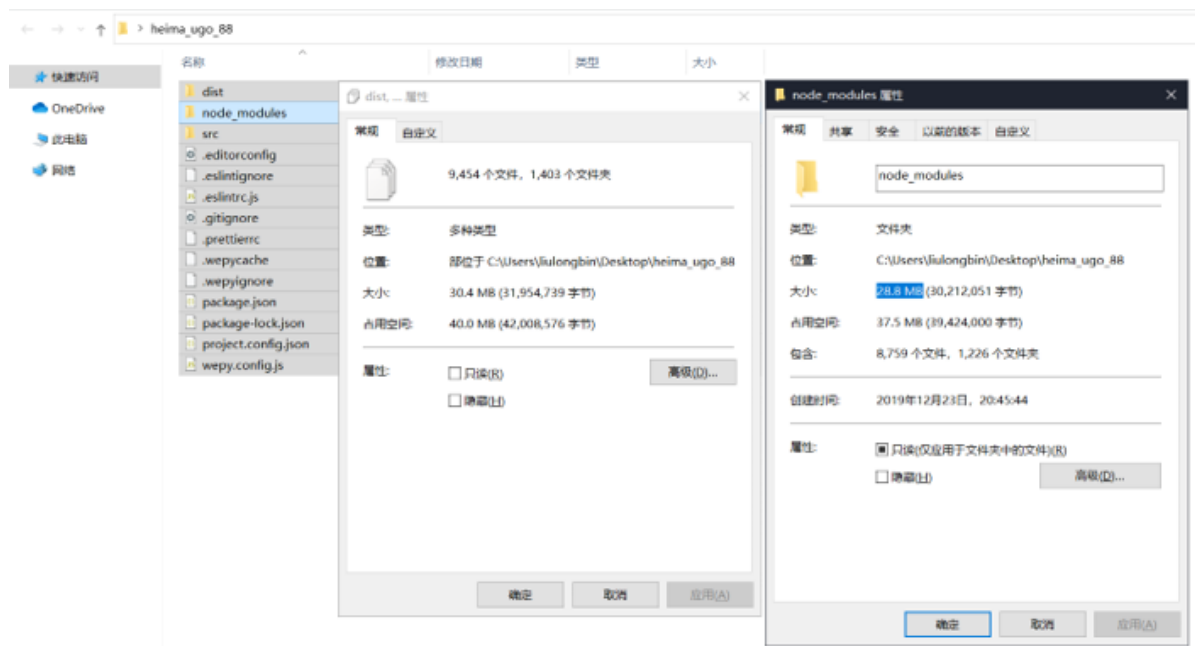 heima_ugo_88
快速访问
OneDrive
此电脑
网络
名称
修改日期
类型
大小
dist
node_modules
src
.editorconfig
.eslintignore
.eslintrc.js
.gitignore
.prettierrc
.wepycache
.wepyignore
package.json
package-lock.json
project.config.json
wepy.config.js
dist, ... 属性
常规 自定义
9,454 个文件，1,403 个文件夹
类型: 多种类型
位置: 部位于 C:\Users\liulongbin\Desktop\heima_ugo_88
大小: 30.4 MB (31,954,739 字节)
占用空间: 40.0 MB (42,008,576 字节)
属性: 只读(R) 高级(D)...
隐藏(H)
确定 取消 应用(A)
node_modules 属性
常规 共享 安全 以前的版本 自定义
node_modules
类型: 文件夹
位置: C:\Users\liulongbin\Desktop\heima_ugo_88
大小: 28.8 MB (30,212,051 字节)
占用空间: 37.5 MB (39,424,000 字节)
包含: 8,759 个文件，1,226 个文件夹
创建时间: 2019年12月23日，20:45:44
属性: 只读(仅应用于文件夹中的文件)(R)
隐藏(H) 高级(D)...
确定 取消 应用(A)